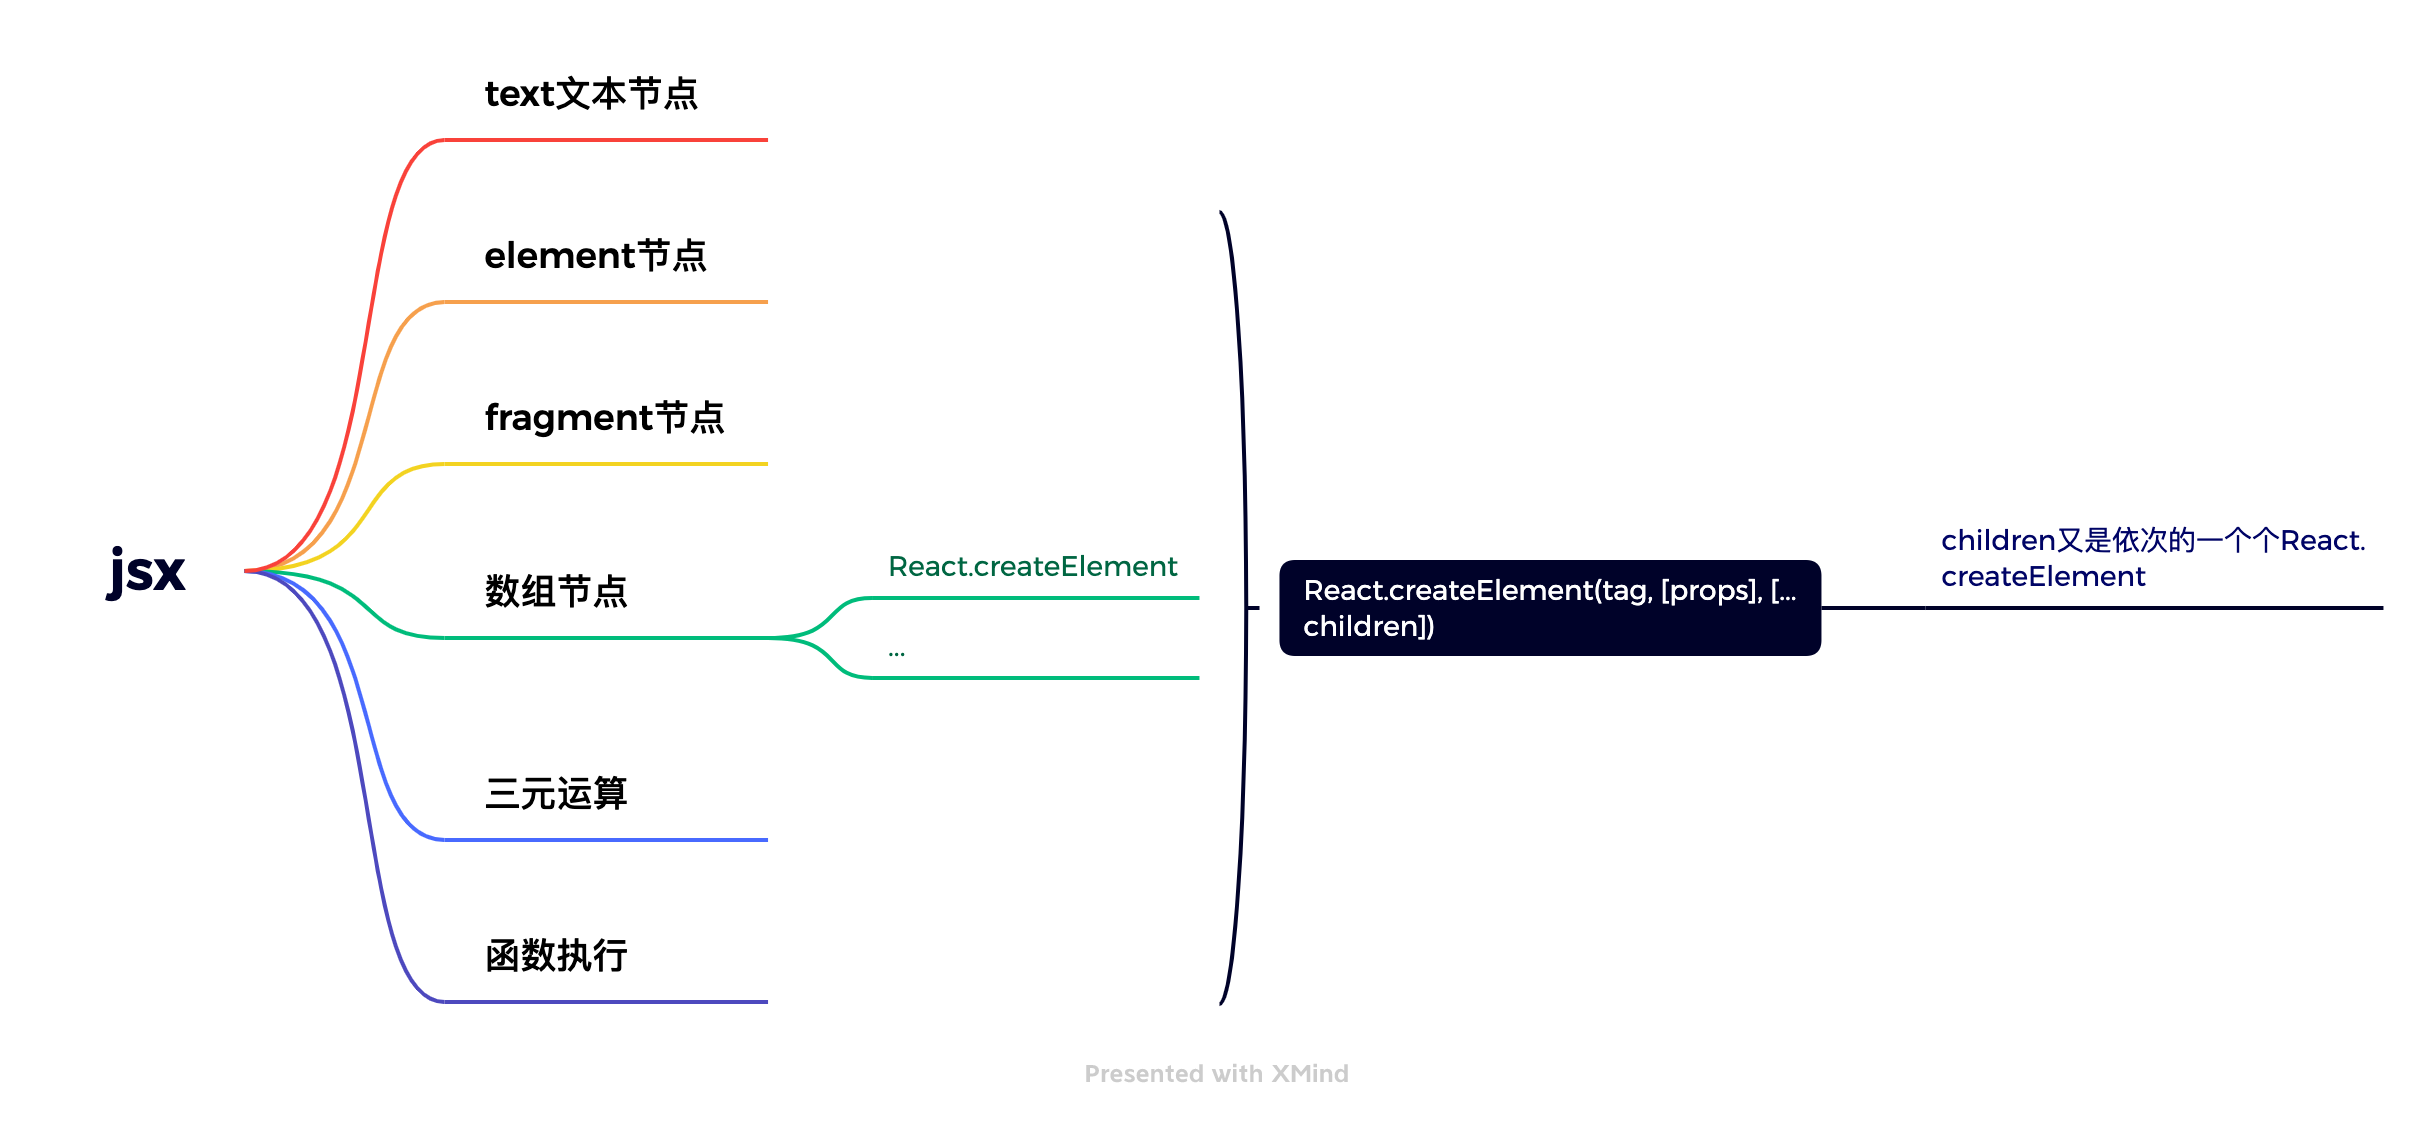 text文本节点
element节点
fragment节点
jsx
数组节点
React.createElement
...
三元运算
函数执行
React.createElement(tag, [props], [...
children])
children又是依次的一个个React.
createElement
Presented with XMind